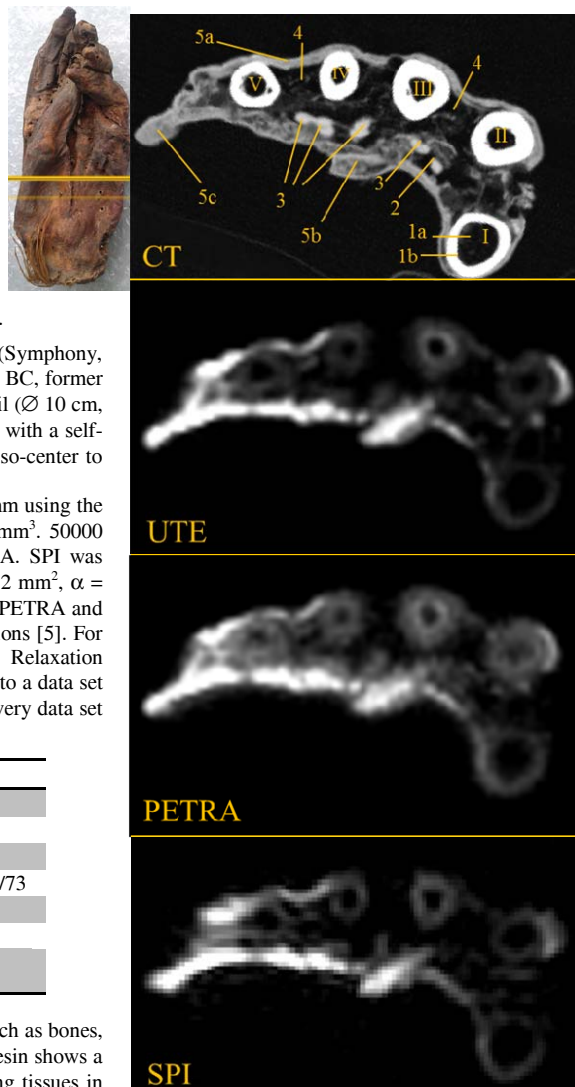 .
(Symphony,
BC, former
il (∅ 10 cm,
with a self-
so-center to
m using the
mm³. 50000
A. SPI was
2 mm², α =
PETRA and
ons [5]. For
Relaxation
to a data set
very data set
/73
ch as bones,
esin shows a
ng tissues in
5a 4 4
V IV III II
5c 3 5b 3 2
1a I
1b
CT
UTE
PETRA
SPI